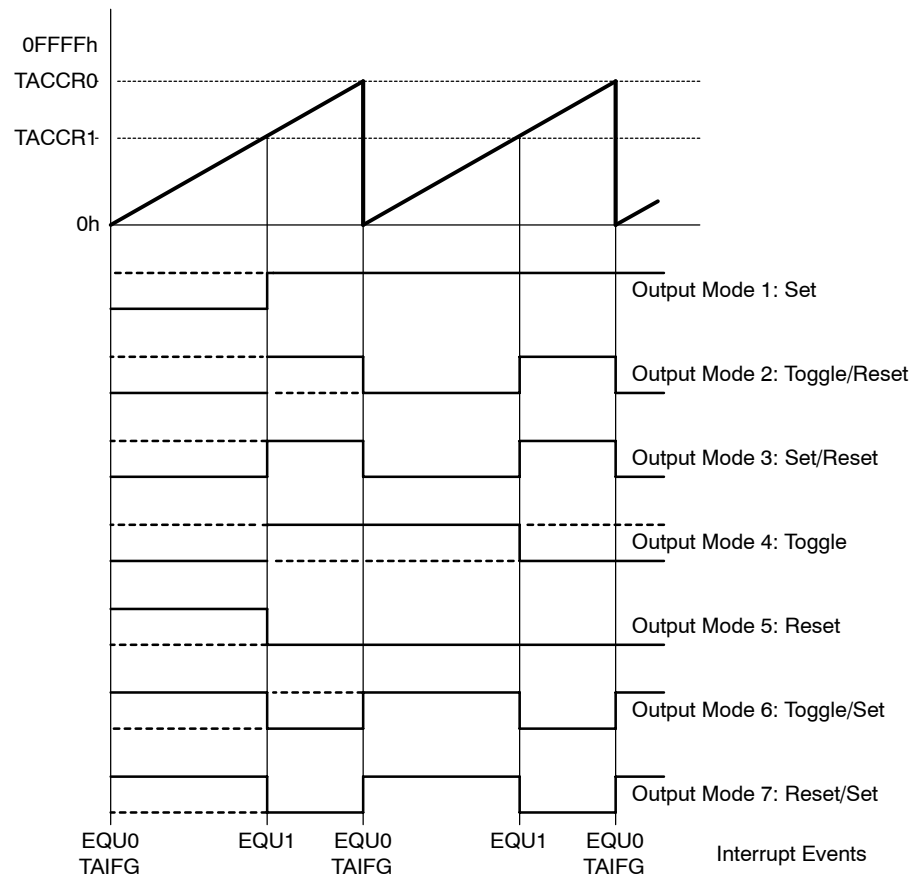 0FFFFh
TACCR0
TACCR1
0h
Output Mode 1: Set
Output Mode 2: Toggle/Reset
Output Mode 3: Set/Reset
Output Mode 4: Toggle
Output Mode 5: Reset
Output Mode 6: Toggle/Set
Output Mode 7: Reset/Set
EQU0 EQU1 EQU0 EQU1 EQU0
TAIFG TAIFG TAIFG
Interrupt Events